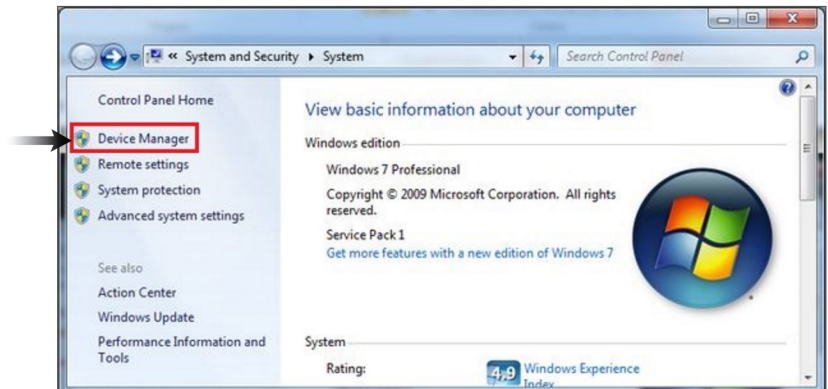 « System and Security ▸ System
Search Control Panel
Control Panel Home
Device Manager
Remote settings
System protection
Advanced system settings
See also
Action Center
Windows Update
Performance Information and
Tools
View basic information about your computer
Windows edition
Windows 7 Professional
Copyright © 2009 Microsoft Corporation. All rights
reserved.
Service Pack 1
Get more features with a new edition of Windows 7
System
Rating:
4,9 Windows Experience
Index